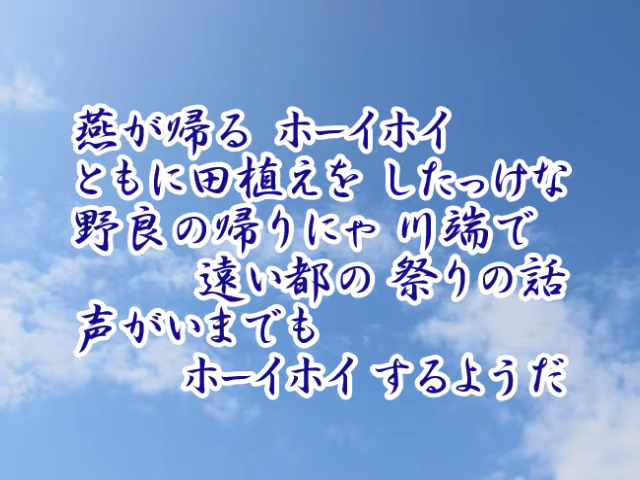 燕が帰る ホーイホイ
ともに田植えを したっけな
野良の帰りにゃ 川端で
遠い都の 祭りの話
声がいまでも
ホーイホイ するようだ